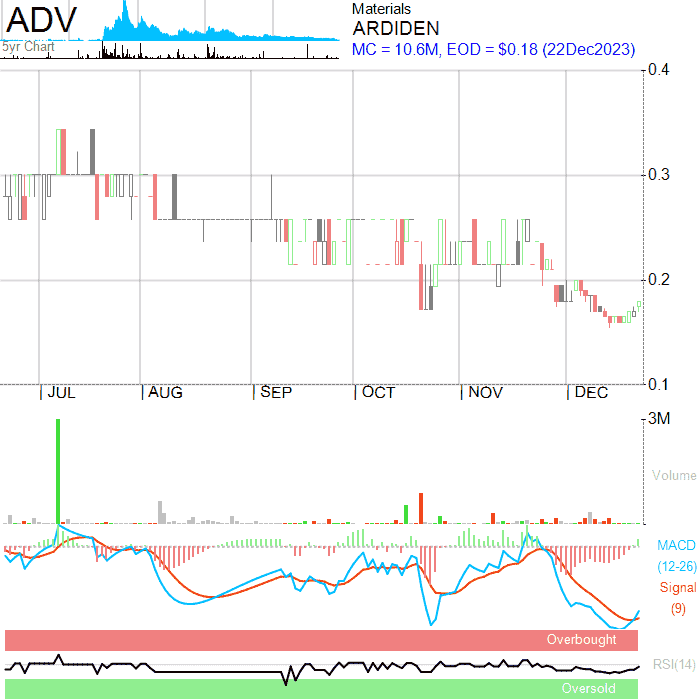 ADV
5yr Chart
Materials
ARDIDEN
MC = 10.6M, EOD = $0.18 (22Dec2023)
0.4
0.3
0.2
0.1
JUL
AUG
SEP
OCT
NOV
DEC
3M
Volume
MACD
(12-26)
Signal
(9)
Overbought
RSI(14)
Oversold